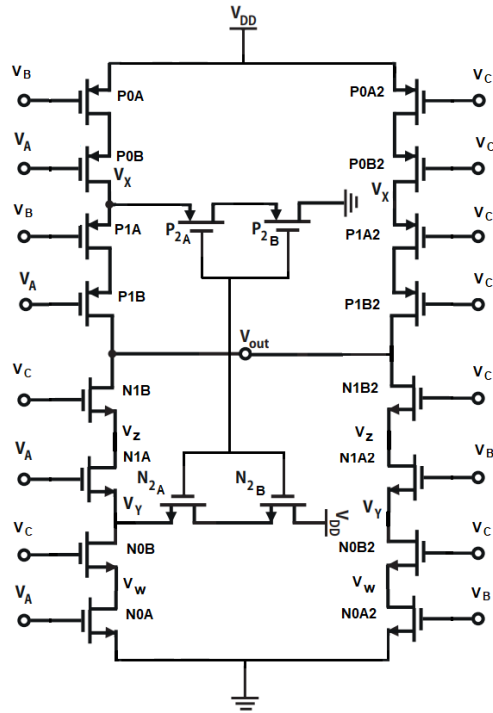 VDD
VB
P0A
P0A2
VC
VA
P0B
P0B2
VC
VX
VX
VB
P1A
P2A
P2B
P1A2
VC
VA
P1B
P1B2
VC
Vout
VC
N1B
N1B2
VC
VZ
VZ
VA
N1A
N2A
N2B
N1A2
VB
VY
VDD
VY
VC
N0B
N0B2
VC
VW
VW
VA
N0A
N0A2
VB